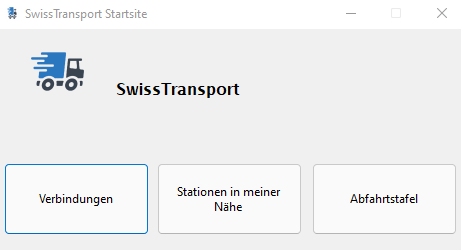 SwissTransport Startsite
SwissTransport
Verbindungen
Stationen in meiner
Nähe
Abfahrtstafel